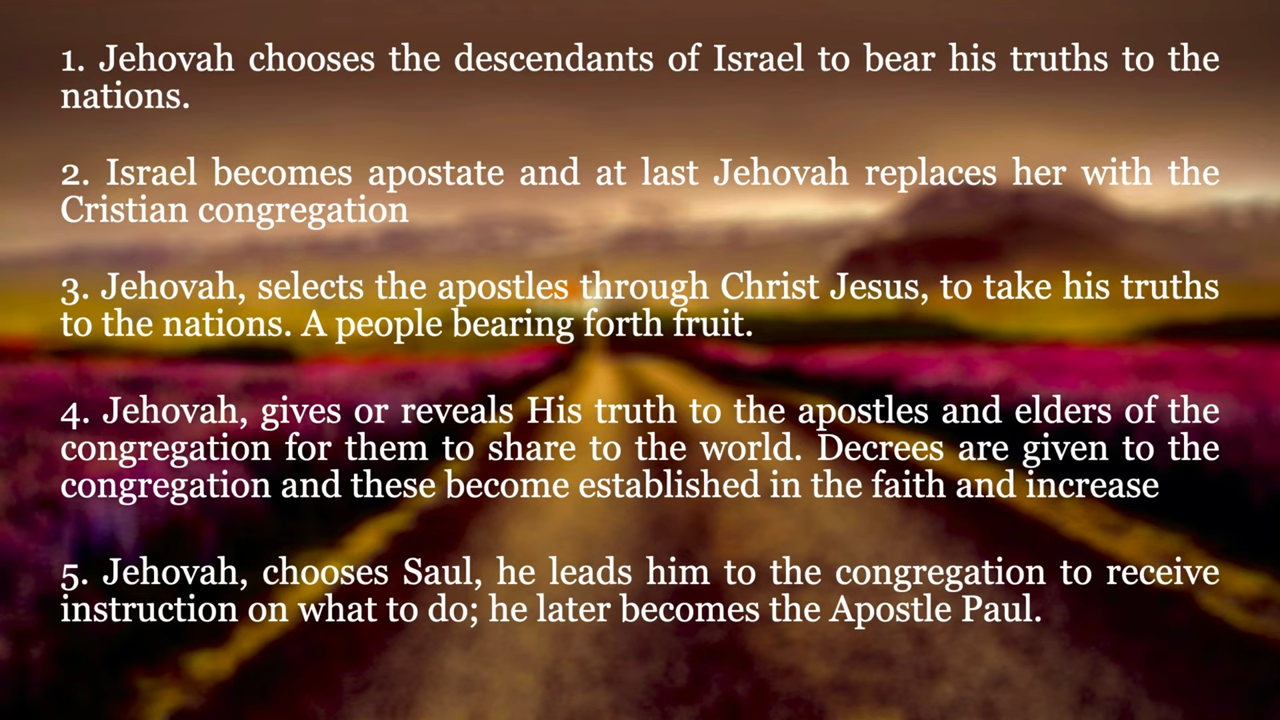 1. Jehovah chooses the descendants of Israel to bear his truths to the
nations.
2. Israel becomes apostate and at last Jehovah replaces her with the
Cristian congregation
3. Jehovah, selects the apostles through Christ Jesus, to take his truths
to the nations. A people bearing forth fruit.
4. Jehovah, gives or reveals His truth to the apostles and elders of the
congregation for them to share to the world. Decrees are given to the
congregation and these become established in the faith and increase
5. Jehovah, chooses Saul, he leads him to the congregation to receive
instruction on what to do; he later becomes the Apostle Paul.